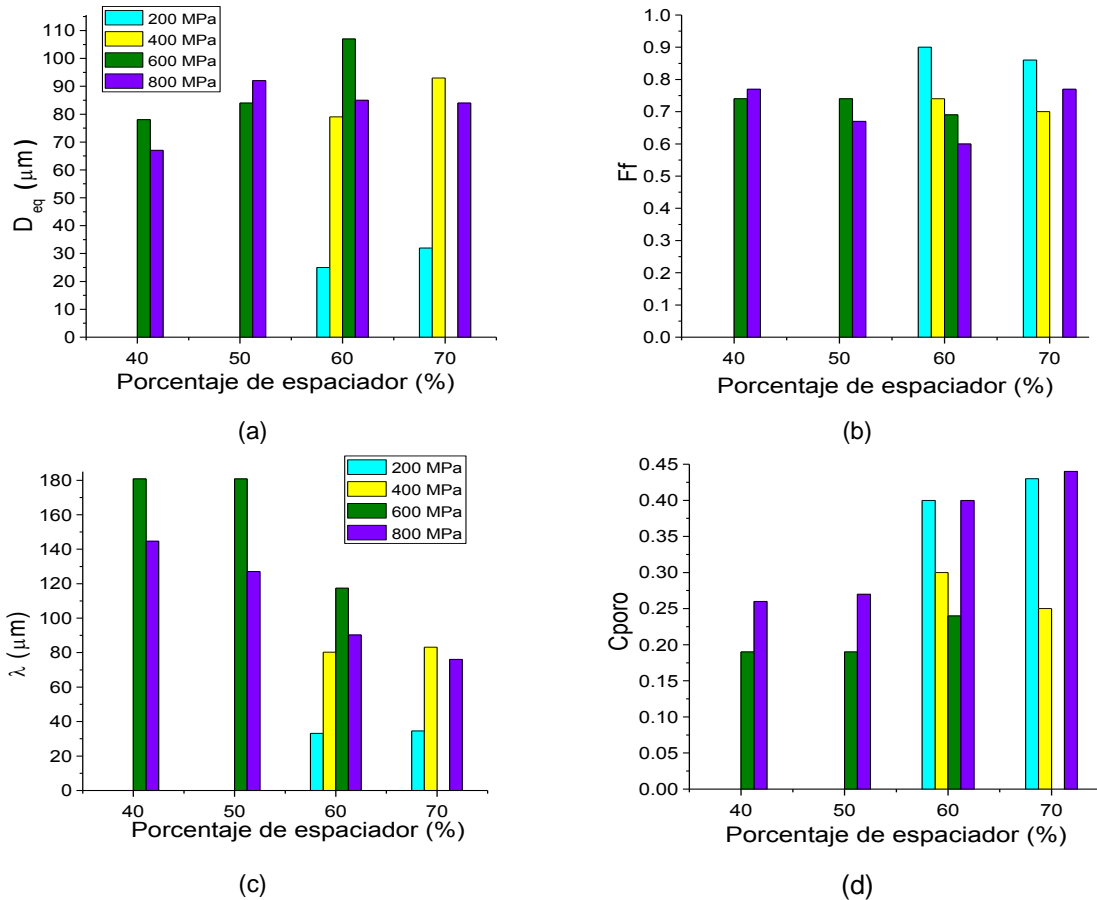 200 MPa
400 MPa
600 MPa
800 MPa
110
100
90
80
70
60
50
40
30
20
10
0
D eq (μm)
40 50 60 70
Porcentaje de espaciador (%)
(a)
1.0
0.9
0.8
0.7
0.6
0.5
0.4
0.3
0.2
0.1
0.0
Ff
40 50 60 70
Porcentaje de espaciador (%)
(b)
200 MPa
400 MPa
600 MPa
800 MPa
180
160
140
120
100
80
60
40
20
0
λ (μm)
40 50 60 70
Porcentaje de espaciador (%)
(c)
0.45
0.40
0.35
0.30
0.25
0.20
0.15
0.10
0.05
0.00
Cporo
40 50 60 70
Porcentaje de espaciador (%)
(d)